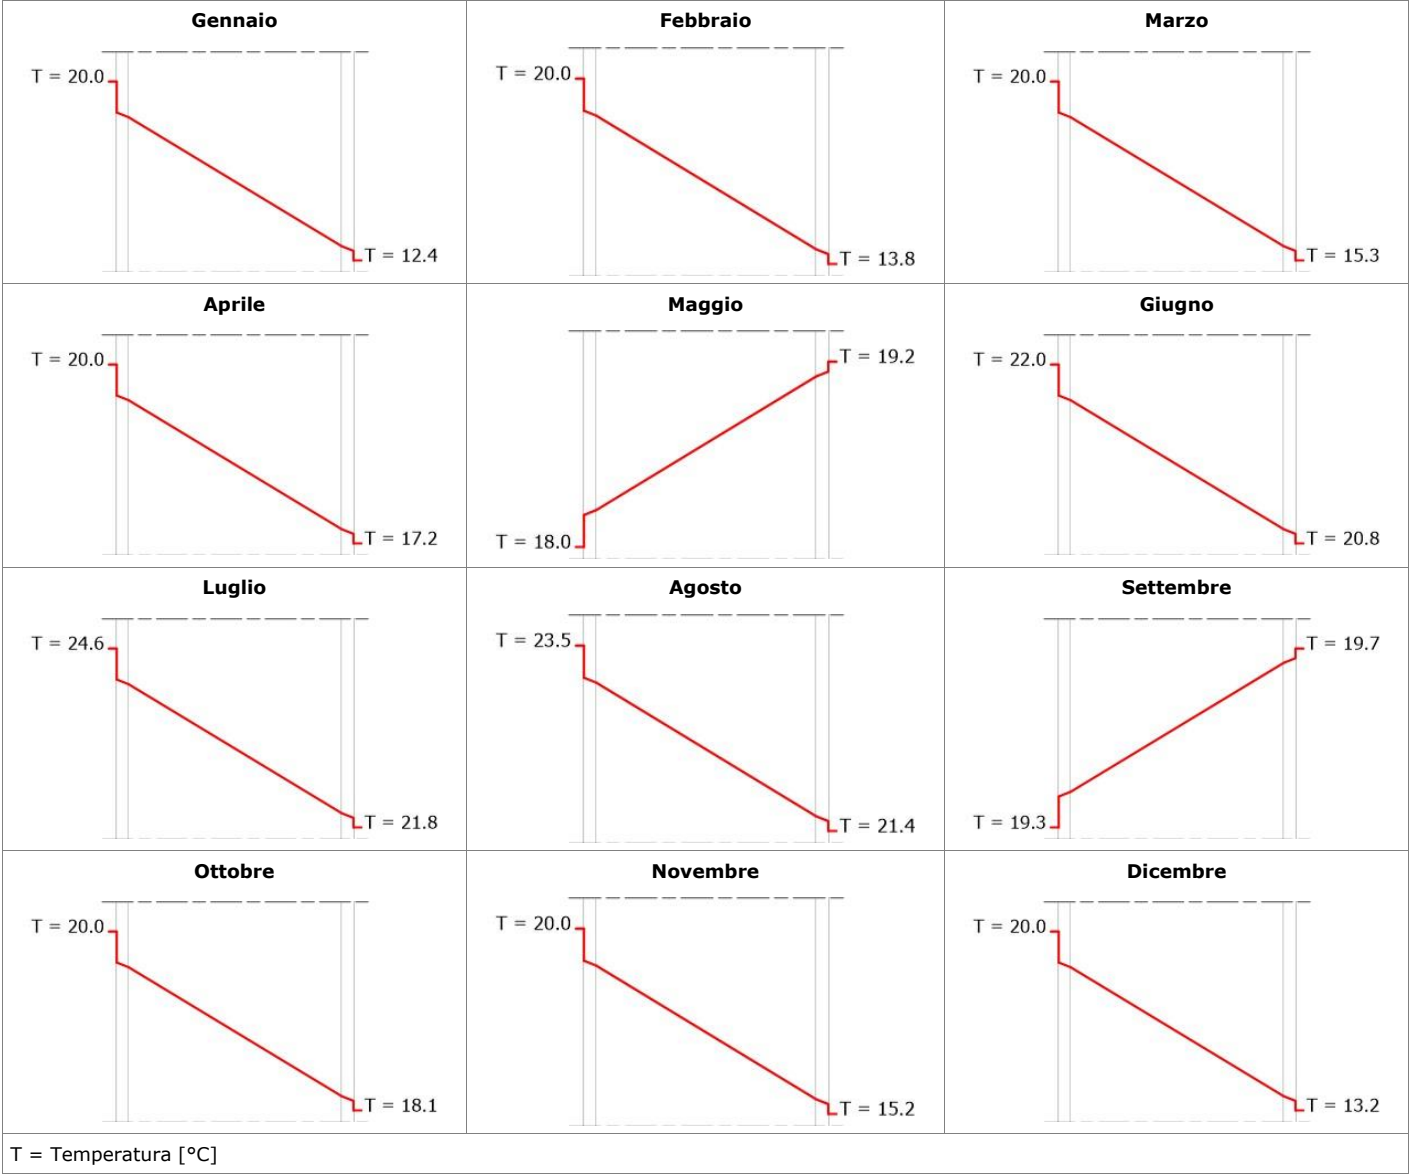 Gennaio
Febbraio
Marzo
T = 20.0
T = 12.4
T = 20.0
T = 13.8
T = 20.0
T = 15.3
Aprile
Maggio
Giugno
T = 20.0
T = 17.2
T = 18.0
T = 19.2
T = 22.0
T = 20.8
Luglio
Agosto
Settembre
T = 24.6
T = 21.8
T = 23.5
T = 21.4
T = 19.3
T = 19.7
Ottobre
Novembre
Dicembre
T = 20.0
T = 18.1
T = 20.0
T = 15.2
T = 20.0
T = 13.2
T = Temperatura [°C]